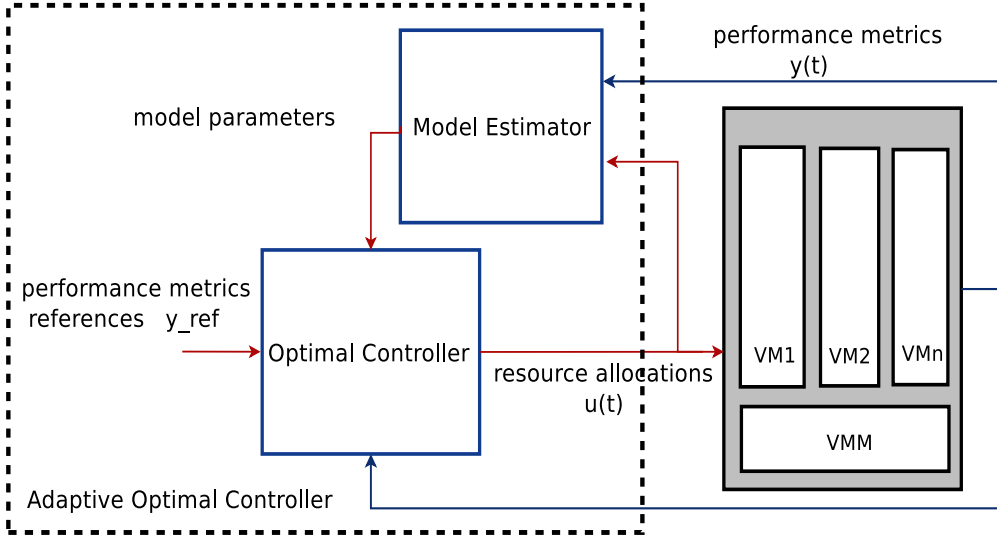 performance metrics
y(t)
model parameters
Model Estimator
performance metrics
references y_ref
Optimal Controller
resource allocations
u(t)
VM1
VM2
VMn
VMM
Adaptive Optimal Controller